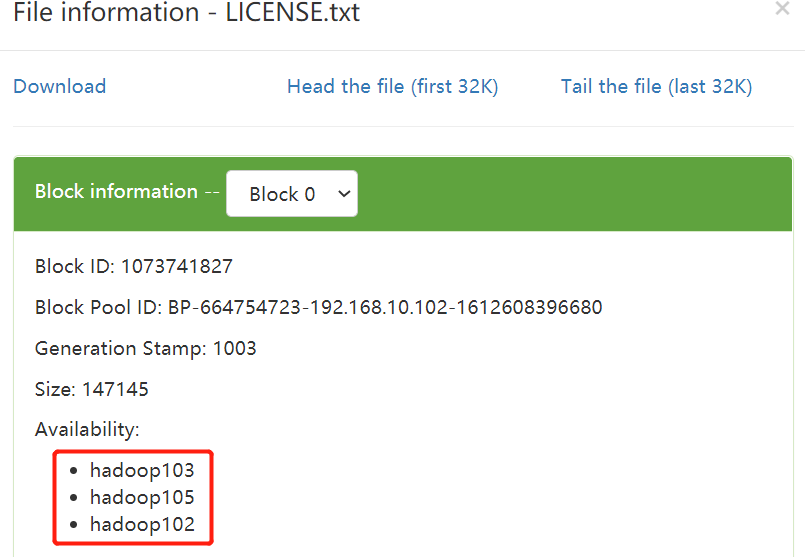 File information - LICENSE.txt
×
Download Head the file (first 32K) Tail the file (last 32K)
Block information -- Block 0
Block ID: 1073741827
Block Pool ID: BP-664754723-192.168.10.102-1612608396680
Generation Stamp: 1003
Size: 147145
Availability:
• hadoop103
• hadoop105
• hadoop102